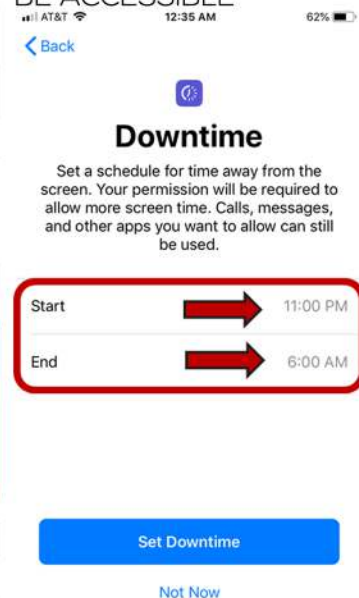 BE ACCESSIBLE
AT&T 12:35 AM 62%
Back
Downtime
Set a schedule for time away from the
screen. Your permission will be required to
allow more screen time. Calls, messages,
and other apps you want to allow can still
be used.
Start 11:00 PM
End 6:00 AM
Set Downtime
Not Now